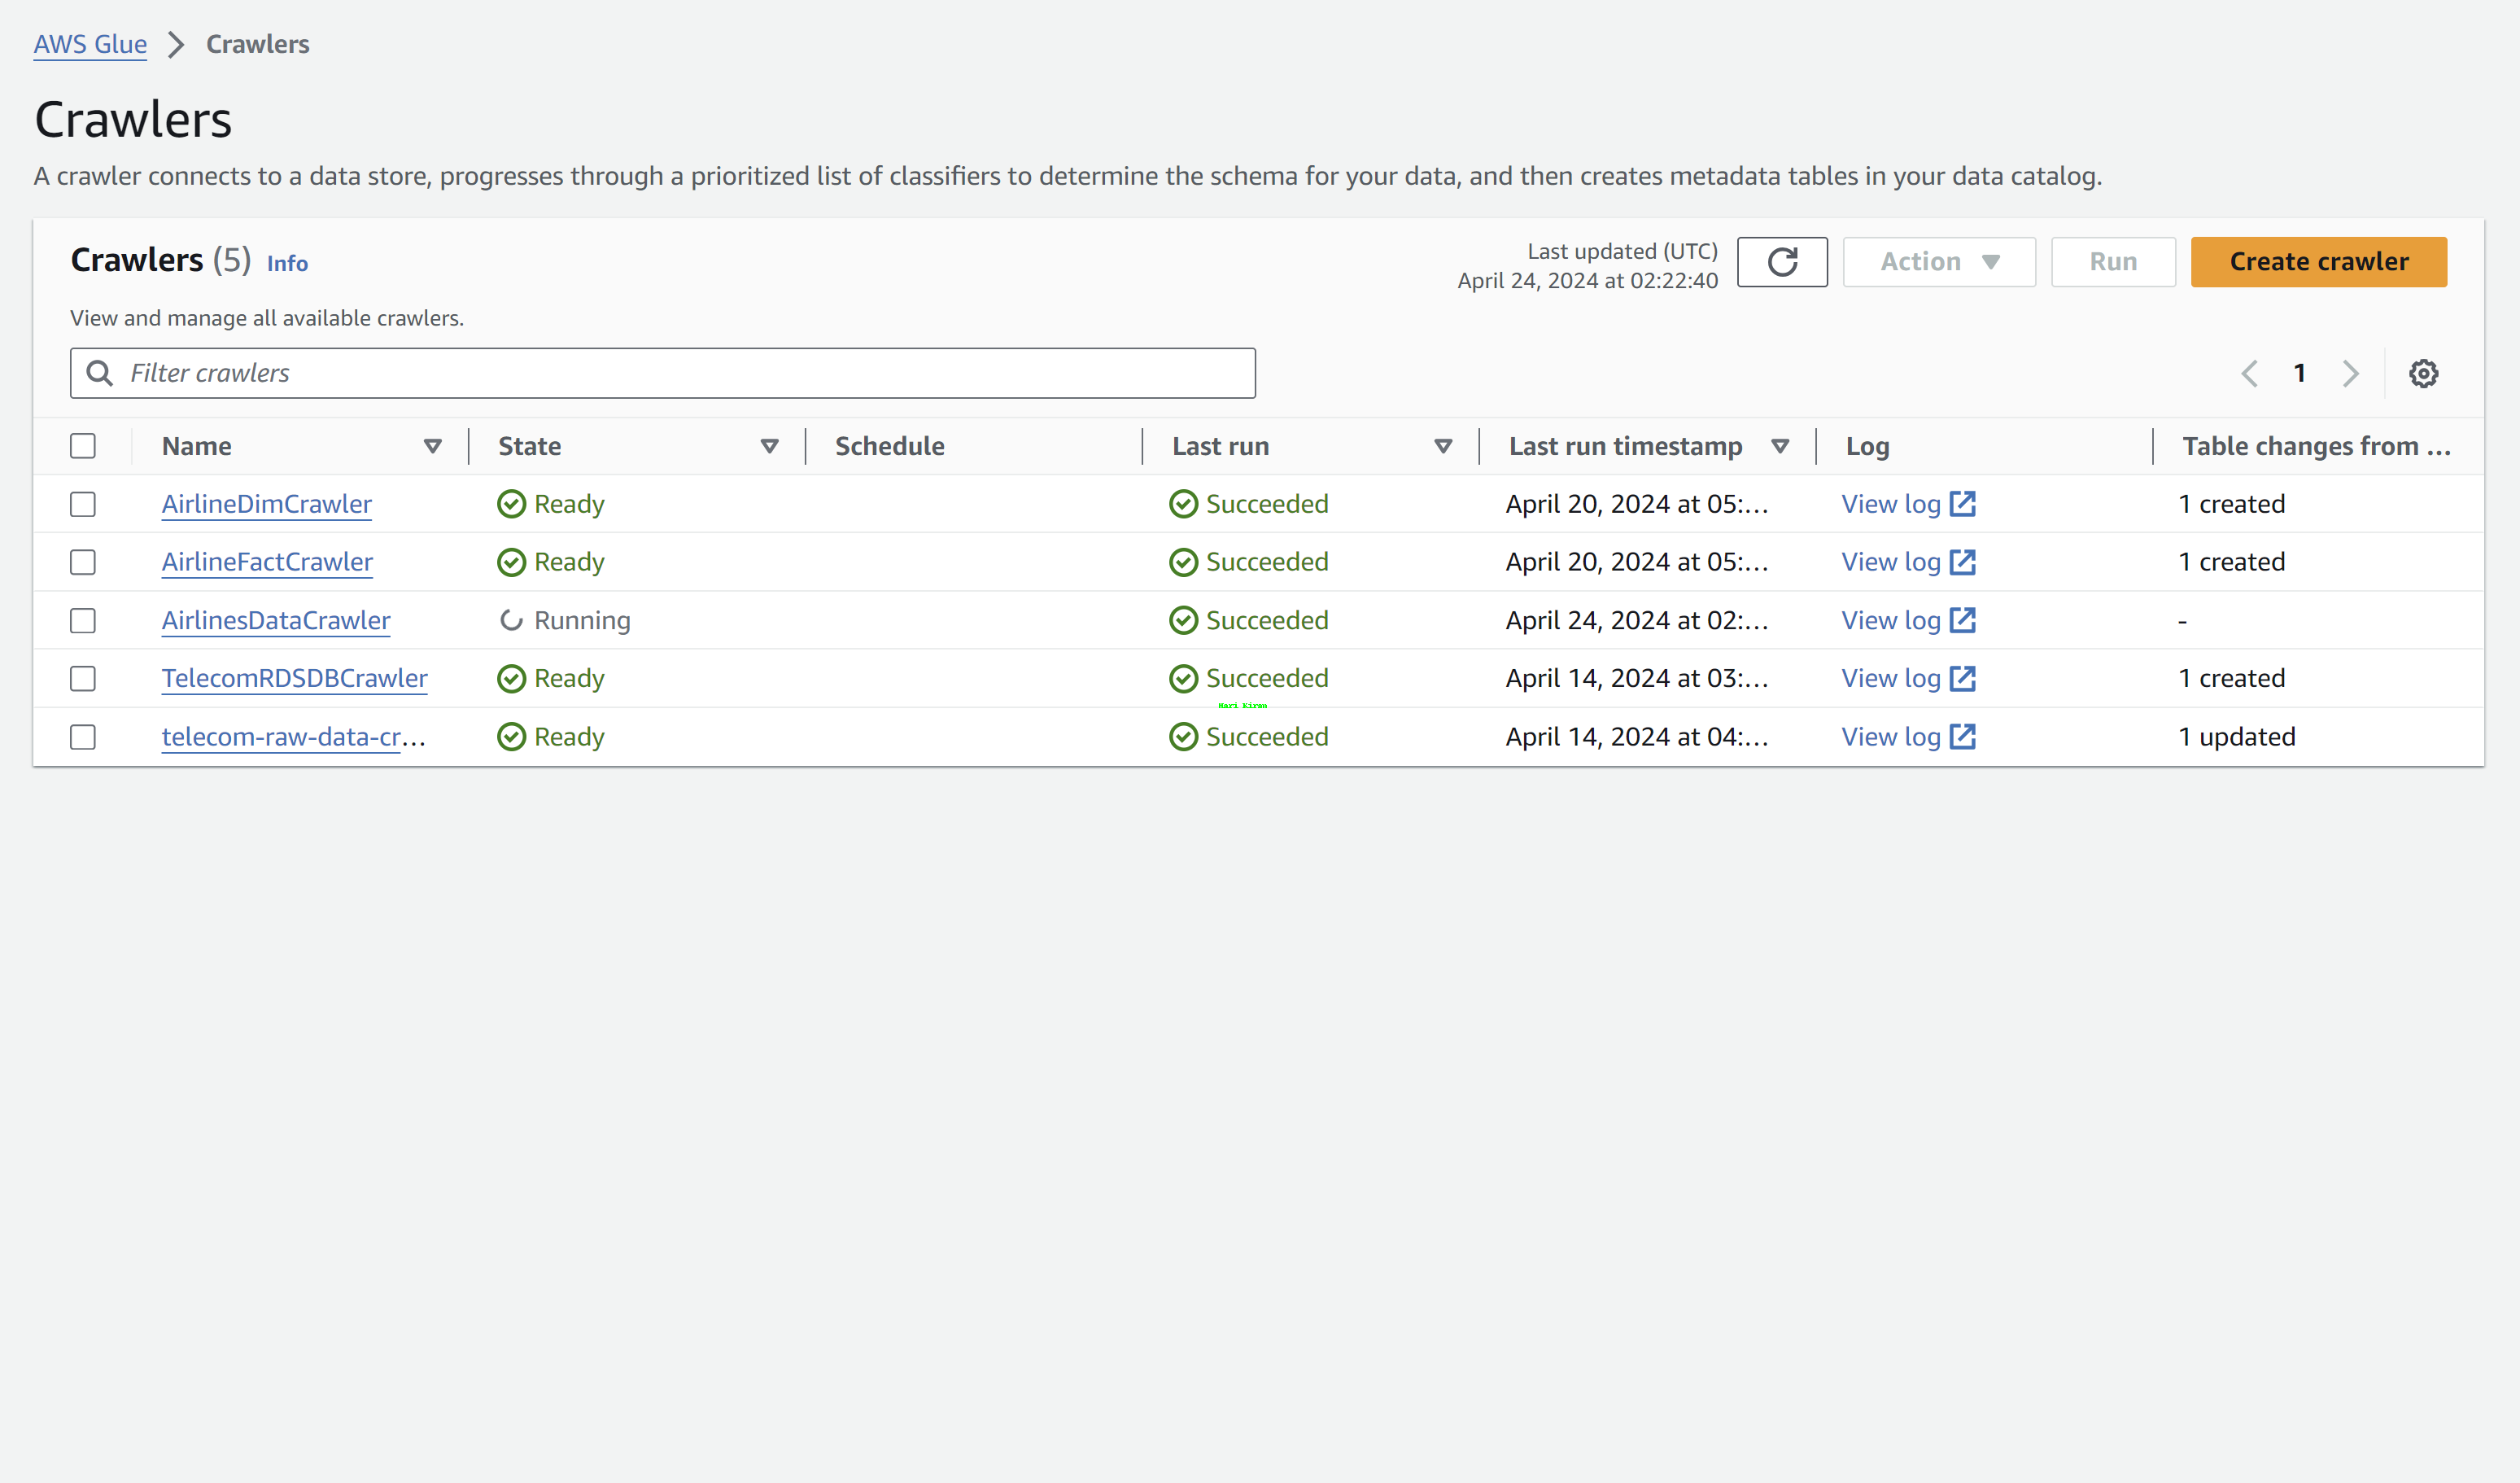 AWS Glue > Crawlers
Crawlers
A crawler connects to a data store, progresses through a prioritized list of classifiers to determine the schema for your data, and then creates metadata tables in your data catalog.
Crawlers (5) Info
Last updated (UTC)
April 24, 2024 at 02:22:40
Action
Run
Create crawler
View and manage all available crawlers.
Filter crawlers
1
Name State Schedule Last run Last run timestamp Log Table changes from ...
AirlineDimCrawler Ready Succeeded April 20, 2024 at 05:... View log 1 created
AirlineFactCrawler Ready Succeeded April 20, 2024 at 05:... View log 1 created
AirlinesDataCrawler Running Succeeded April 24, 2024 at 02:... View log -
TelecomRDSDBCrawler Ready Succeeded April 14, 2024 at 03:... View log 1 created
Hari Kiran
telecom-raw-data-cr... Ready Succeeded April 14, 2024 at 04:... View log 1 updated